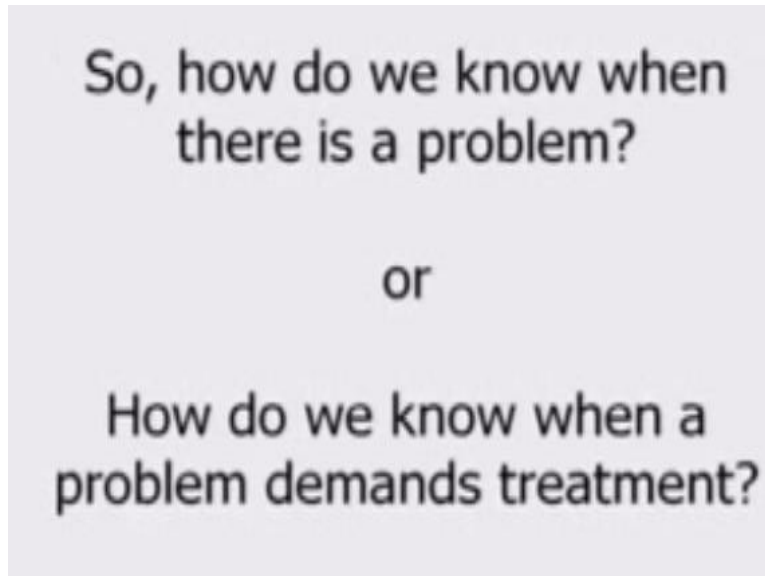 So, how do we know when
there is a problem?
or
How do we know when a
problem demands treatment?